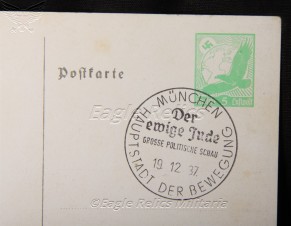 Postkarte
MÜNCHEN
Der
ewige Jude
GROSSE POLITISCHE SCHAU
19.12.37
HAUPTSTADT DER BEWEGUNG
Eagle Relics Militaria
©Eagle Relics Militaria